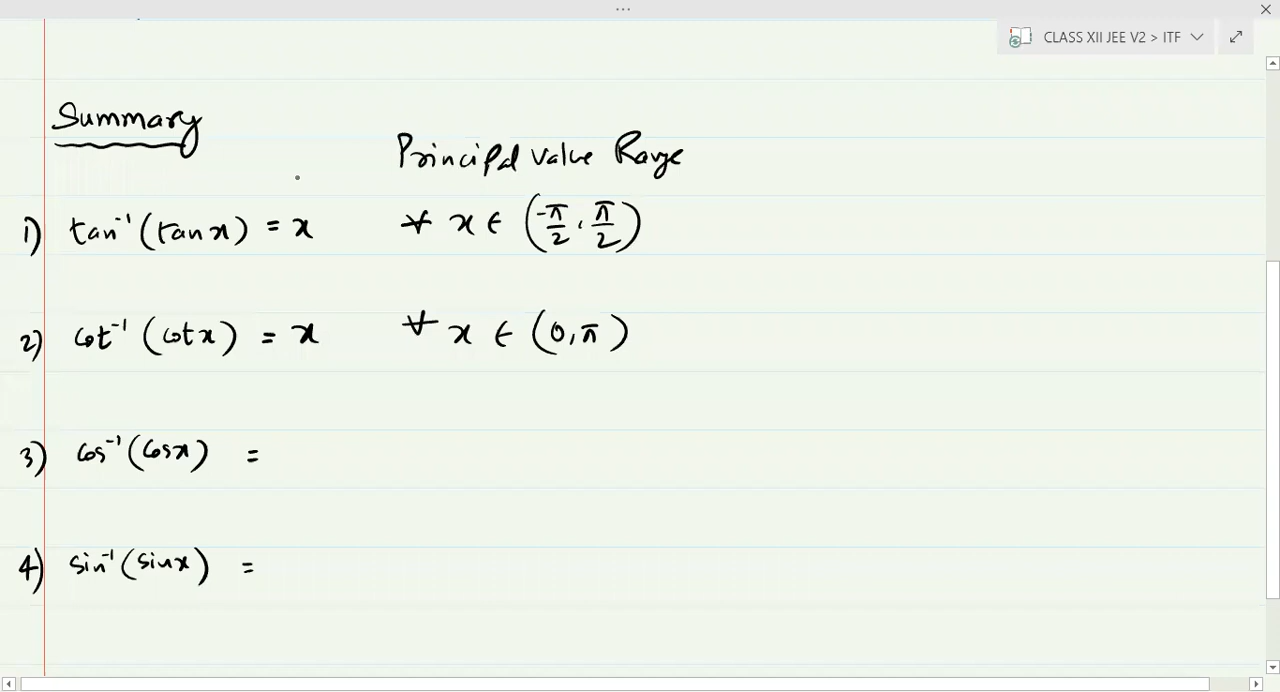 CLASS XII JEE V2 > ITF
Summary
Principal value Range
1) tan⁻¹(tan x) = x ∀ x ∈ (-π/2, π/2)
2) cot⁻¹(cot x) = x ∀ x ∈ (0, π)
3) cos⁻¹(cos x) =
4) sin⁻¹(sin x) =